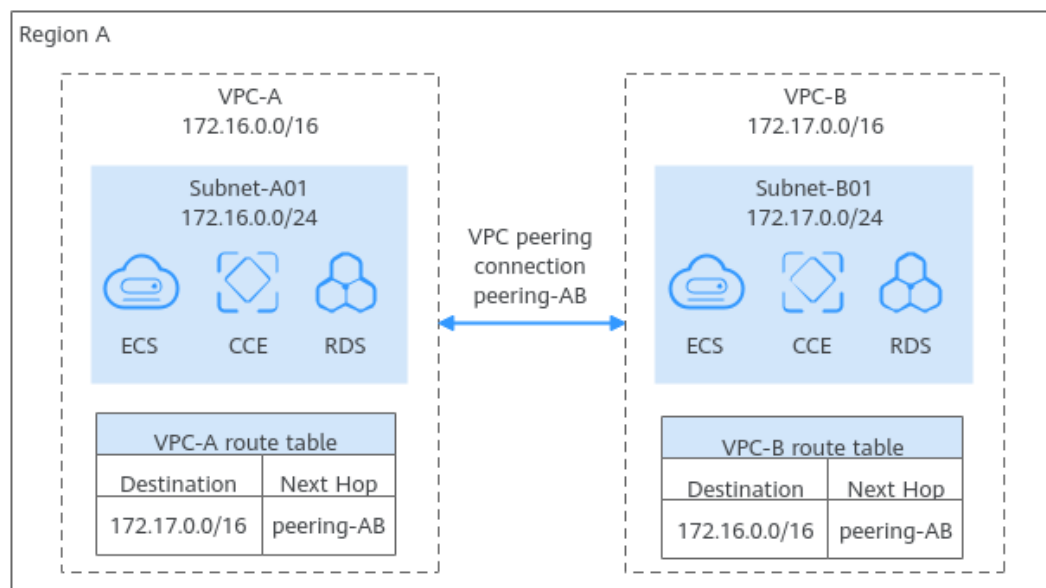 Region A
VPC-A
172.16.0.0/16
Subnet-A01
172.16.0.0/24
ECS
CCE
RDS
VPC-A route table
Destination
Next Hop
172.17.0.0/16
peering-AB
VPC peering
connection
peering-AB
VPC-B
172.17.0.0/16
Subnet-B01
172.17.0.0/24
ECS
CCE
RDS
VPC-B route table
Destination
Next Hop
172.16.0.0/16
peering-AB